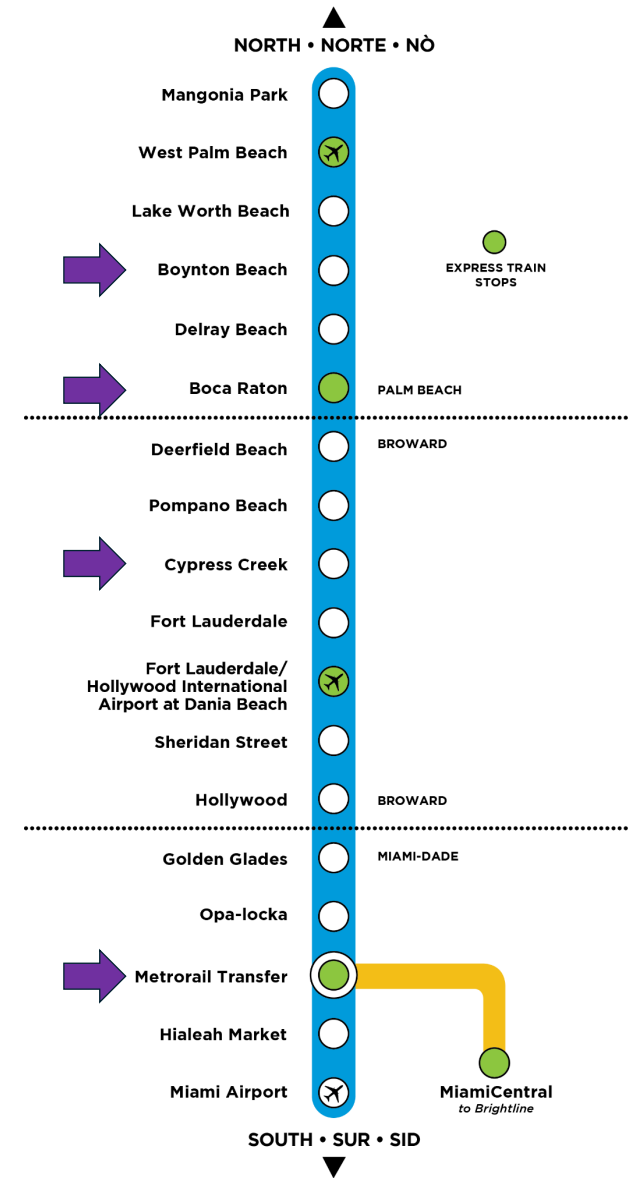 NORTH • NORTE • NÒ
Mangonia Park
West Palm Beach
Lake Worth Beach
EXPRESS TRAIN
STOPS
Boynton Beach
Delray Beach
Boca Raton
PALM BEACH
BROWARD
Deerfield Beach
Pompano Beach
Cypress Creek
Fort Lauderdale
Fort Lauderdale/
Hollywood International
Airport at Dania Beach
Sheridan Street
Hollywood
BROWARD
Golden Glades
MIAMI-DADE
Opa-locka
Metrorail Transfer
Hialeah Market
Miami Airport
MiamiCentral
to Brightline
SOUTH • SUR • SID